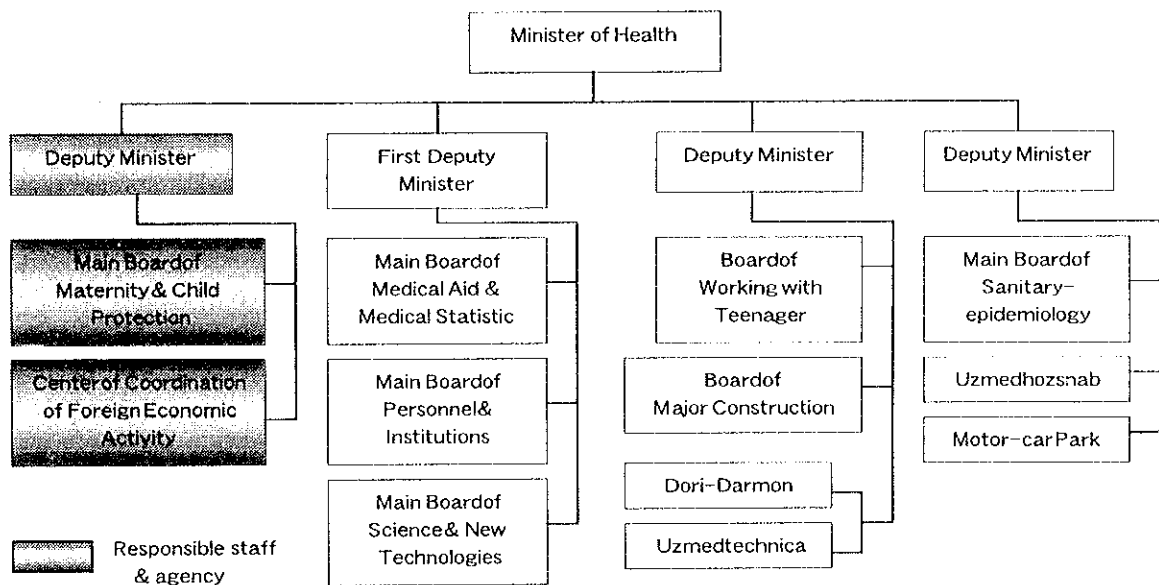 Minister of Health
Deputy Minister
First Deputy
Minister
Deputy Minister
Deputy Minister
Main Boardof
Maternity & Child
Protection
Center of Coordination
of Foreign Economic
Activity
Main Boardof
Medical Aid &
Medical Statistic
Main Boardof
Personnel &
Institutions
Main Boardof
Science & New
Technologies
Boardof
Working with
Teenager
Boardof
Major Construction
Dori-Darmon
Uzmedtechnica
Main Boardof
Sanitary-
epidemiology
Uzmedhozsnab
Motor-car Park
Responsible staff
& agency